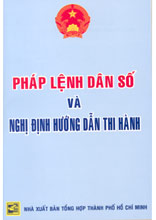 PHÁP LỆNH DÂN SỐ
VÀ
NGHỊ ĐỊNH HƯỚNG DẪN THI HÀNH
NHÀ XUẤT BẢN TỔNG HỢP THÀNH PHỐ HỒ CHÍ MINH